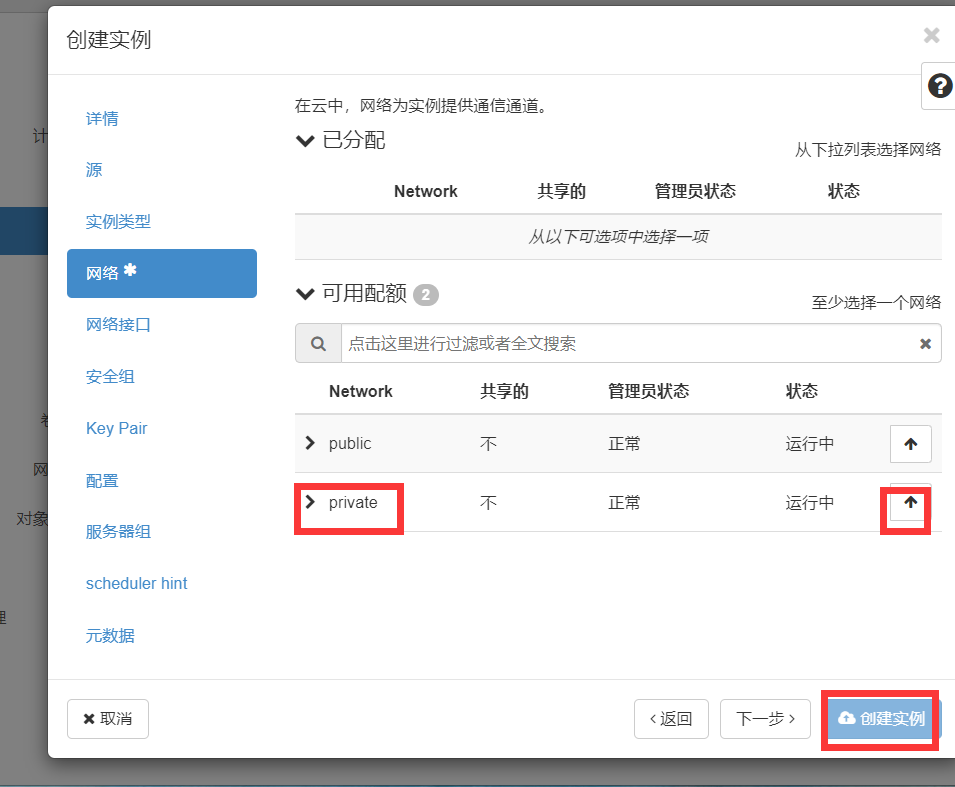 创建实例
详情
源
实例类型
网络 *
网络接口
安全组
Key Pair
配置
服务器组
scheduler hint
元数据
在云中，网络为实例提供通信通道。
已分配
从下拉列表选择网络
Network 共享的 管理员状态 状态
从以下可选项中选择一项
可用配额 2
至少选择一个网络
点击这里进行过滤或者全文搜索
Network 共享的 管理员状态 状态
public 不 正常 运行中
private 不 正常 运行中
取消
返回
下一步
创建实例
计
网
对象